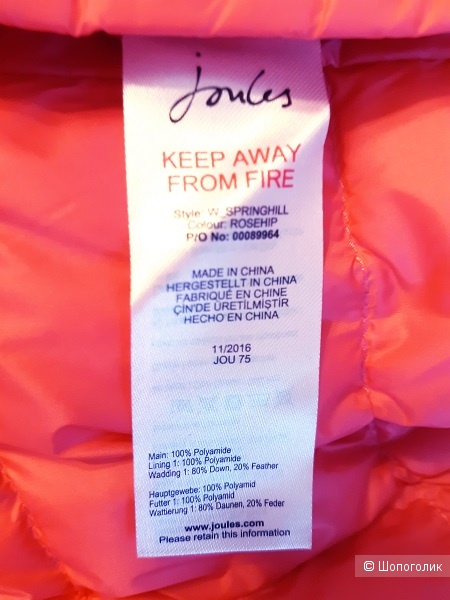 Joules
KEEP AWAY
FROM FIRE
Style: W_SPRINGHILL
Colour: ROSEHIP
P/O No: 00089964
MADE IN CHINA
HERGESTELLT IN CHINA
FABRIQUÉ EN CHINE
ÇIN'DE ÜRETİLMİŞTİR
HECHO EN CHINA
11/2016
JOU 75
Main: 100% Polyamide
Lining 1: 100% Polyamide
Wadding 1: 80% Down, 20% Feather
Hauptgewebe: 100% Polyamid
Futter 1: 100% Polyamid
Wattierung 1: 80% Daunen, 20% Feder
www.joules.com
Please retain this information
© Шопоголик